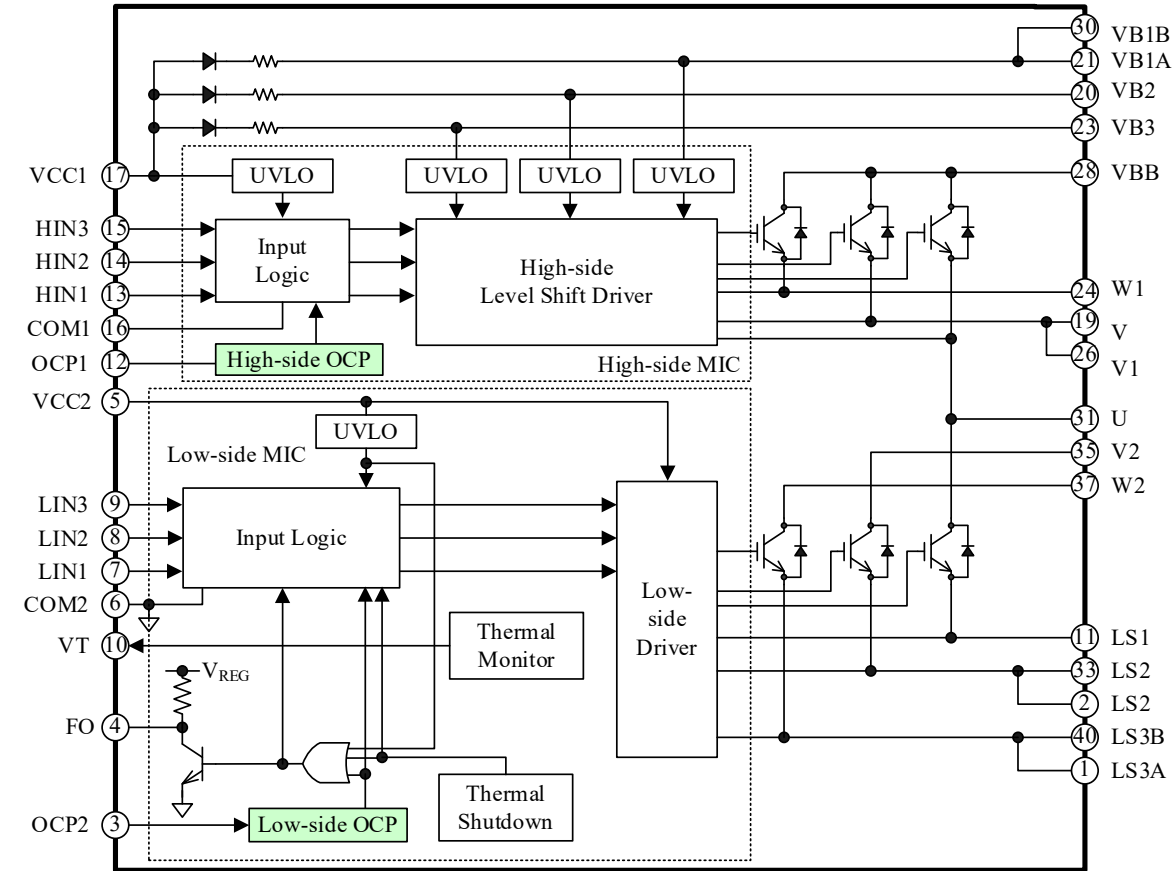 30 VB1B
21 VB1A
20 VB2
23 VB3
VCC1 17
UVLO UVLO UVLO UVLO
28 VBB
HIN3 15
HIN2 14
HIN1 13
Input
Logic
High-side
Level Shift Driver
24 W1
COM1 16
19 V
OCP1 12
High-side OCP
High-side MIC
26 V1
VCC2 5
UVLO
31 U
Low-side MIC
35 V2
37 W2
LIN3 9
LIN2 8
LIN1 7
Input Logic
COM2 6
Low-
side
Driver
VT 10
Thermal
Monitor
11 LS1
VREG
33 LS2
2 LS2
FO 4
40 LS3B
1 LS3A
Thermal
Shutdown
OCP2 3
Low-side OCP